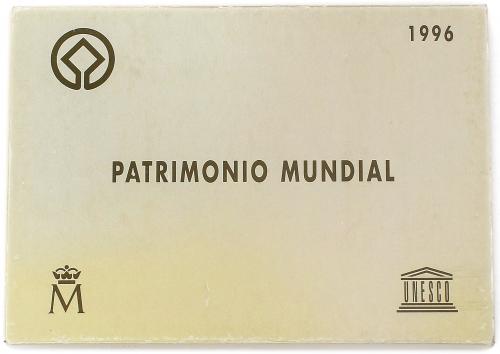 1996
PATRIMONIO MUNDIAL
M
UNESCO